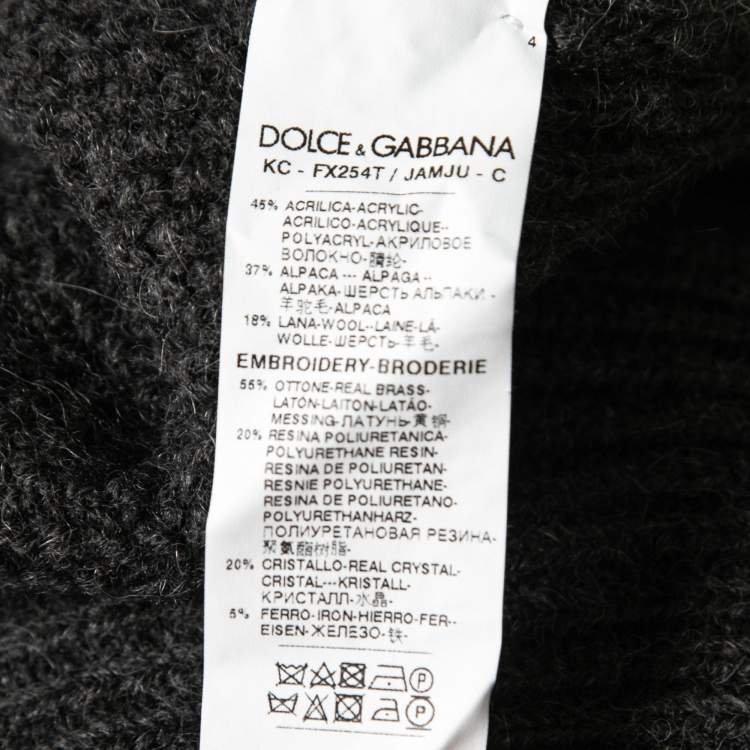 4
DOLCE & GABBANA
KC - FX254T / JAMJU - C
45% ACRILICA-ACRYLIC-
ACRILICO-ACRYLIQUE--
POLYACRYL-АКРИЛОВОЕ
ВОЛОКНО-腈纶-
37% ALPACA --- ALPAGA--
ALPAKA-ШЕРСТЬ АЛЬПАКИ -
羊驼毛-ALPACA
18% LANA-WOOL--LAINE-LÃ-
WOLLE-ШЕРСТЬ-羊毛-
EMBROIDERY-BRODERIE
55% OTTONE-REAL BRASS-
LATÓN-LAITON-LATÃO-
MESSING-ЛАТУНЬ-黄铜-
20% RESINA POLIURETANICA-
POLYURETHANE RESIN-
RESINA DE POLIURETAN-
RESNIE POLYURETHANE-
RESINA DE POLIURETANO-
POLYURETHANHARZ-
ПОЛИУРЕТАНОВАЯ РЕЗИНА-
聚氨酯树脂-
20% CRISTALLO-REAL CRYSTAL-
CRISTAL---KRISTALL-
КРИСТАЛЛ-水晶-
5% FERRO-IRON-HIERRO-FER--
EISEN-ЖЕЛЕЗО-铁-
P
P